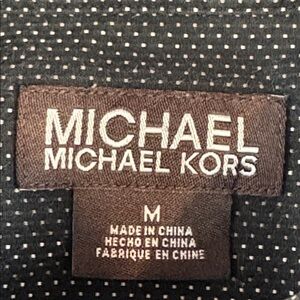 MICHAEL
MICHAEL KORS
M
MADE IN CHINA
HECHO EN CHINA
FABRIQUE EN CHINE